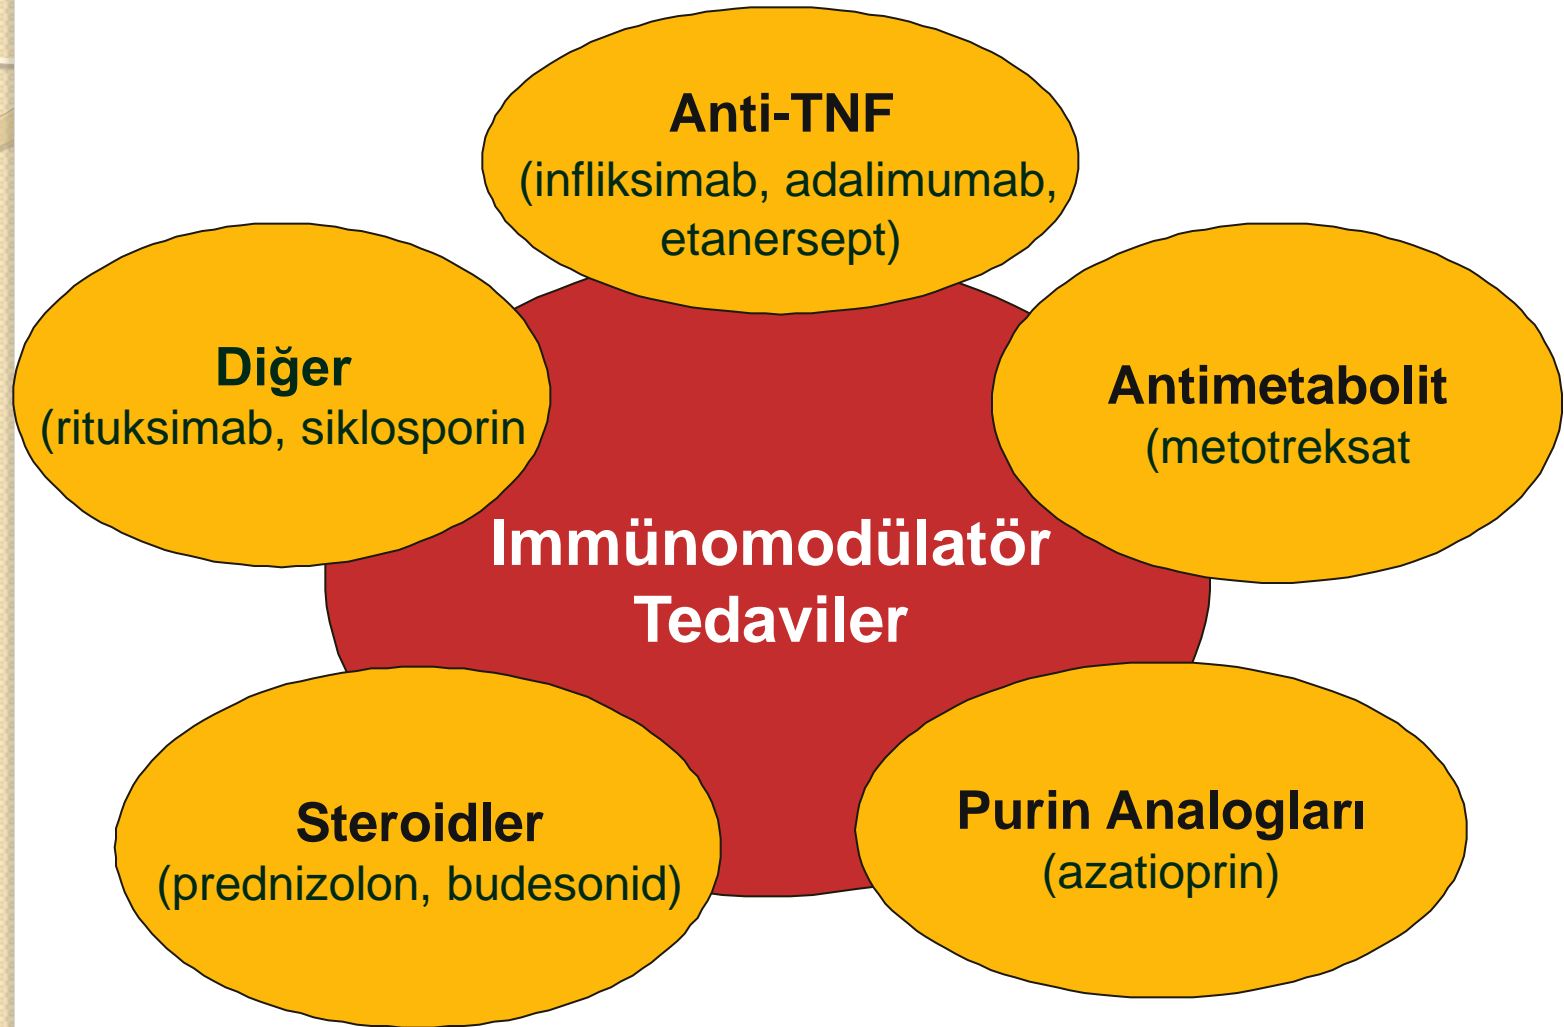 Anti-TNF
(infliksimab, adalimumab,
etanersept)
Diğer
(rituksimab, siklosporin
Antimetabolit
(metotreksat
Immünomodülatör
Tedaviler
Steroidler
(prednizolon, budesonid)
Purin Analogları
(azatioprin)